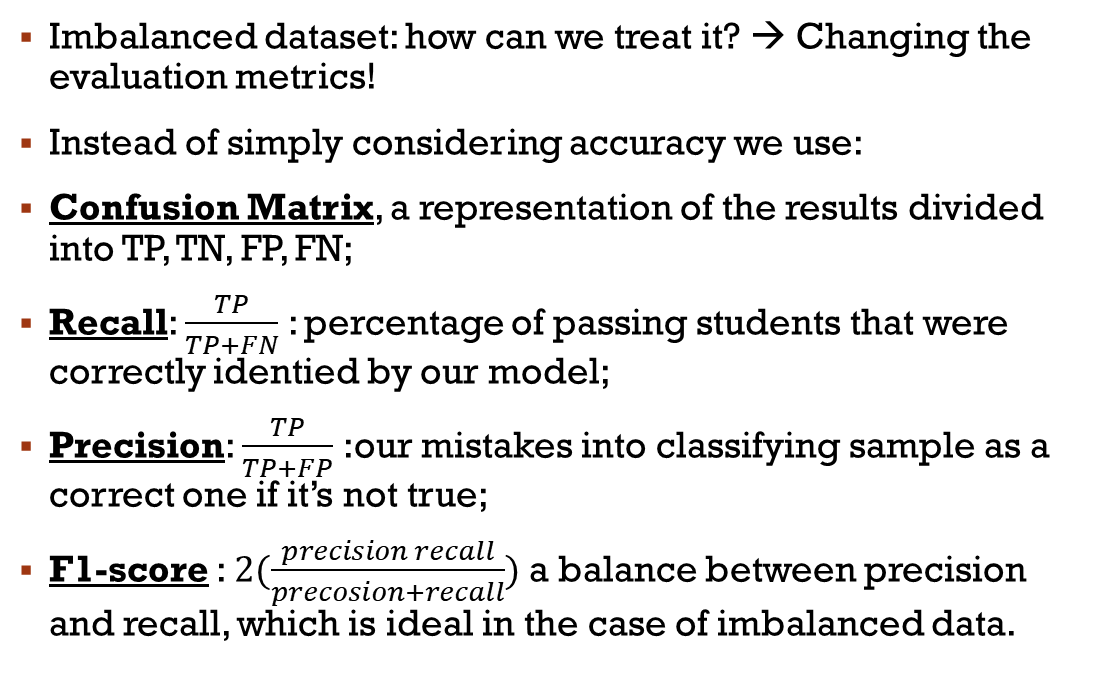 ▪ Imbalanced dataset: how can we treat it? → Changing the
evaluation metrics!
▪ Instead of simply considering accuracy we use:
▪ Confusion Matrix, a representation of the results divided
into TP, TN, FP, FN;
▪ Recall: TP/(TP+FN) : percentage of passing students that were
correctly identied by our model;
▪ Precision: TP/(TP+FP) :our mistakes into classifying sample as a
correct one if it's not true;
▪ F1-score : 2(precision recall/(precosion+recall)) a balance between precision
and recall, which is ideal in the case of imbalanced data.